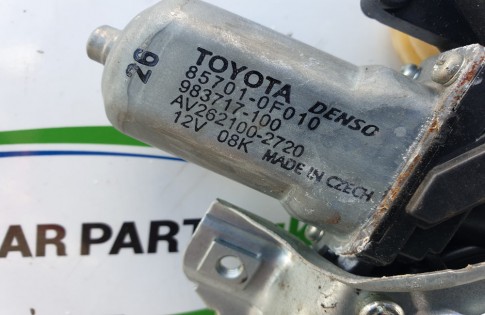 26
TOYOTA
85701-0F010 DENSO
983717-100
AV262100-2720
12V 08K MADE IN CZECH
AR PART